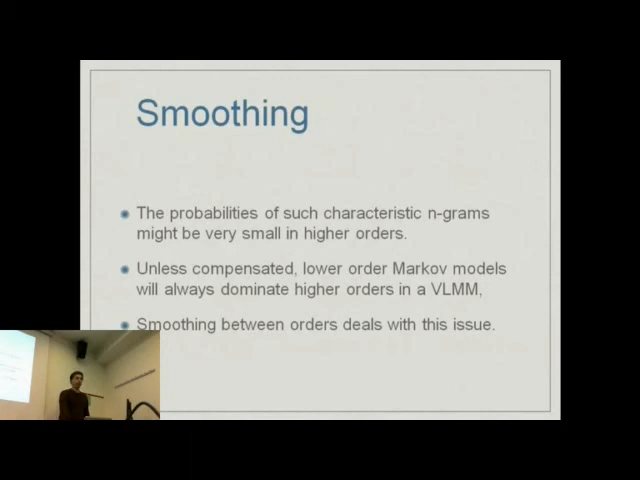 Smoothing
The probabilities of such characteristic n-grams
might be very small in higher orders.
Unless compensated, lower order Markov models
will always dominate higher orders in a VLMM,
Smoothing between orders deals with this issue.